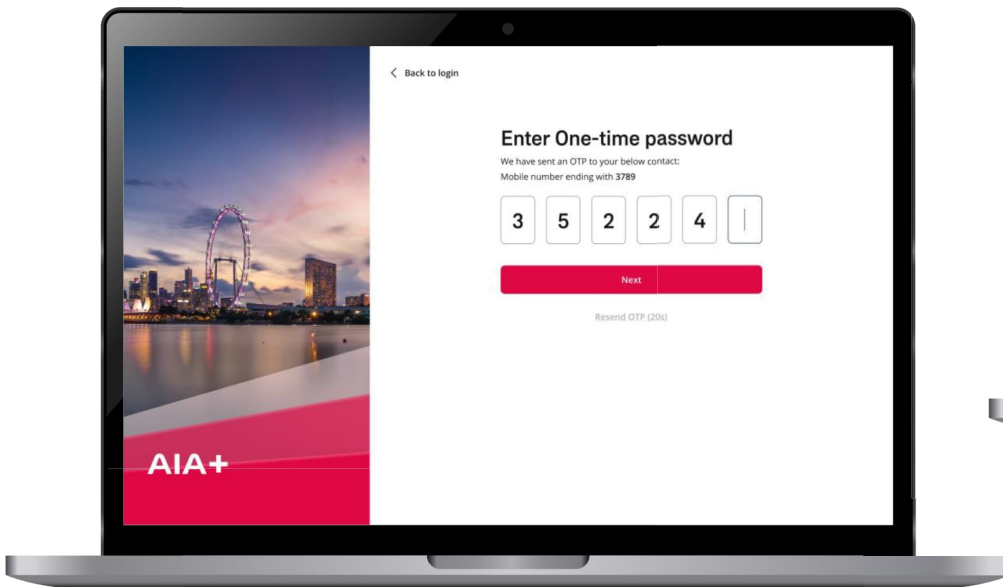 Back to login
Enter One-time password
We have sent an OTP to your below contact:
Mobile number ending with 3789
3 5 2 2 4
Next
Resend OTP (20s)
AIA+